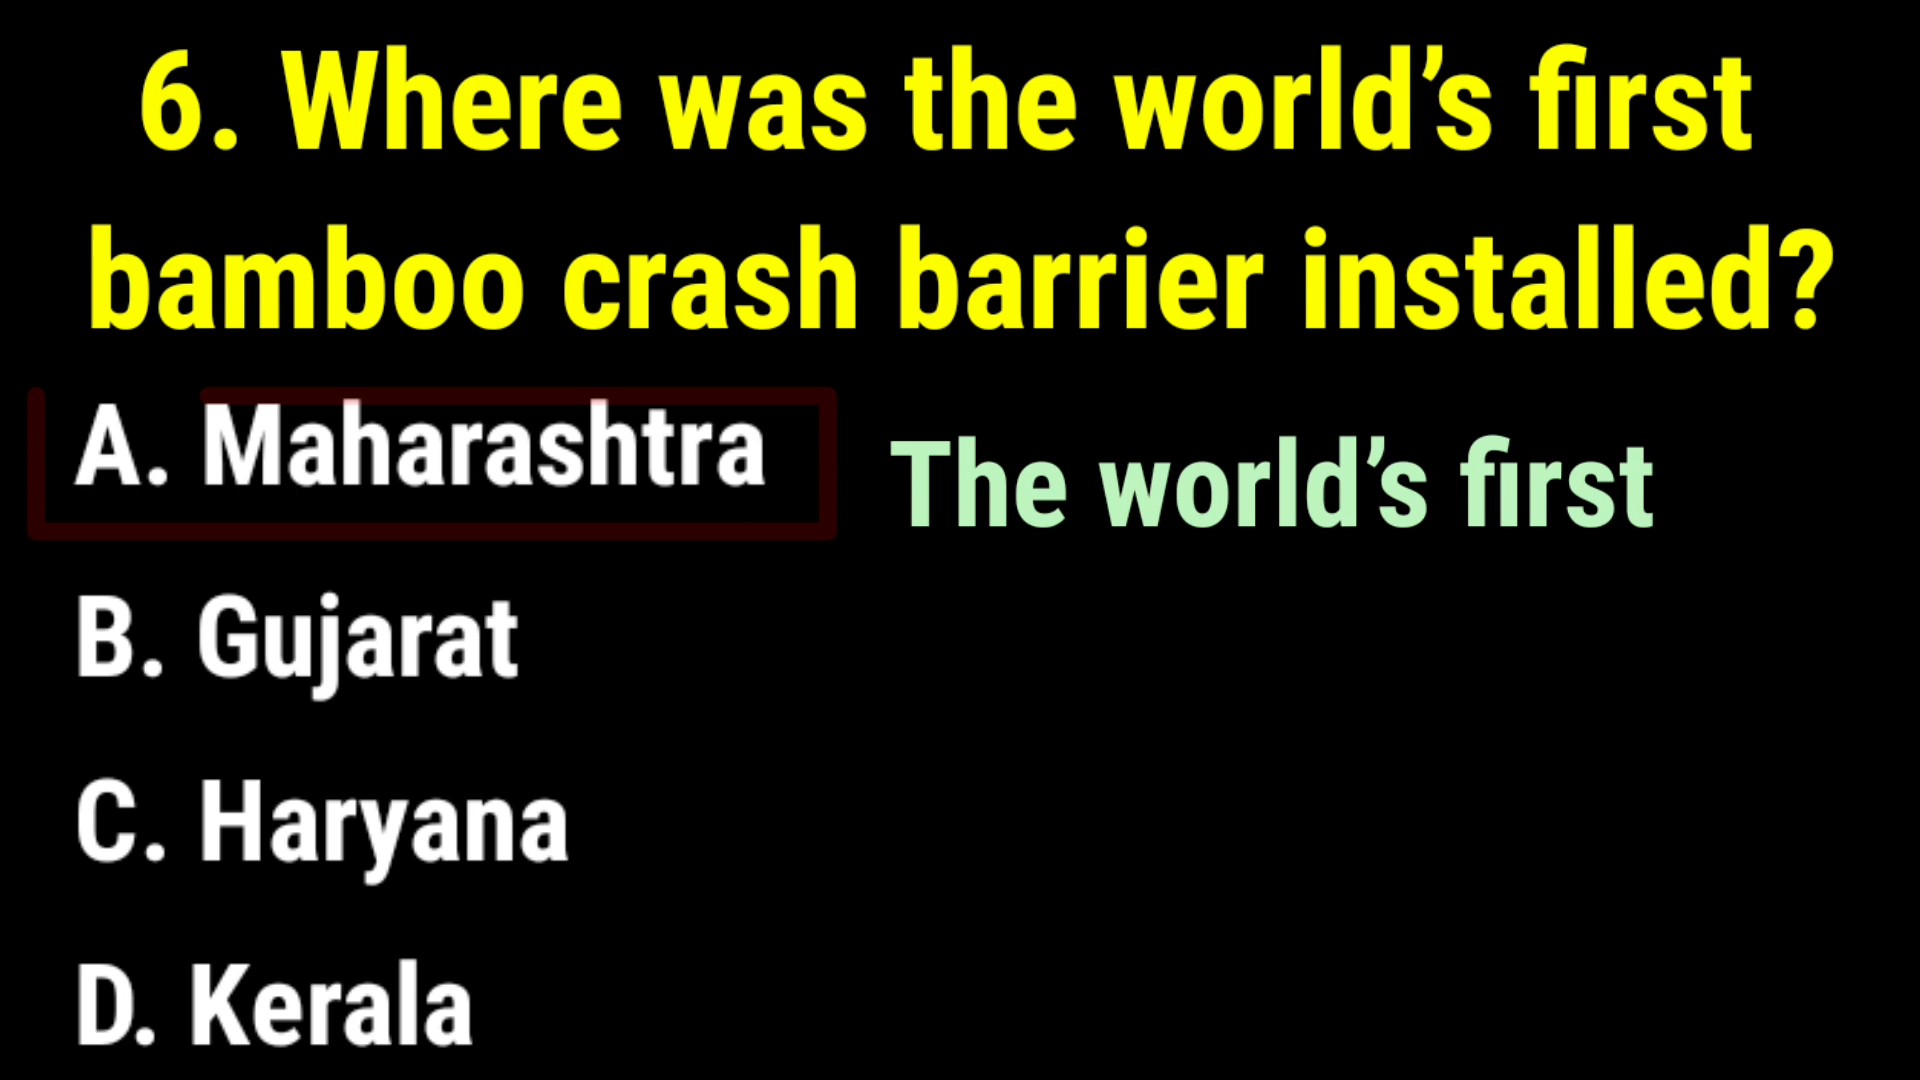 6. Where was the world’s first
bamboo crash barrier installed?
A. Maharashtra
The world’s first
B. Gujarat
C. Haryana
D. Kerala